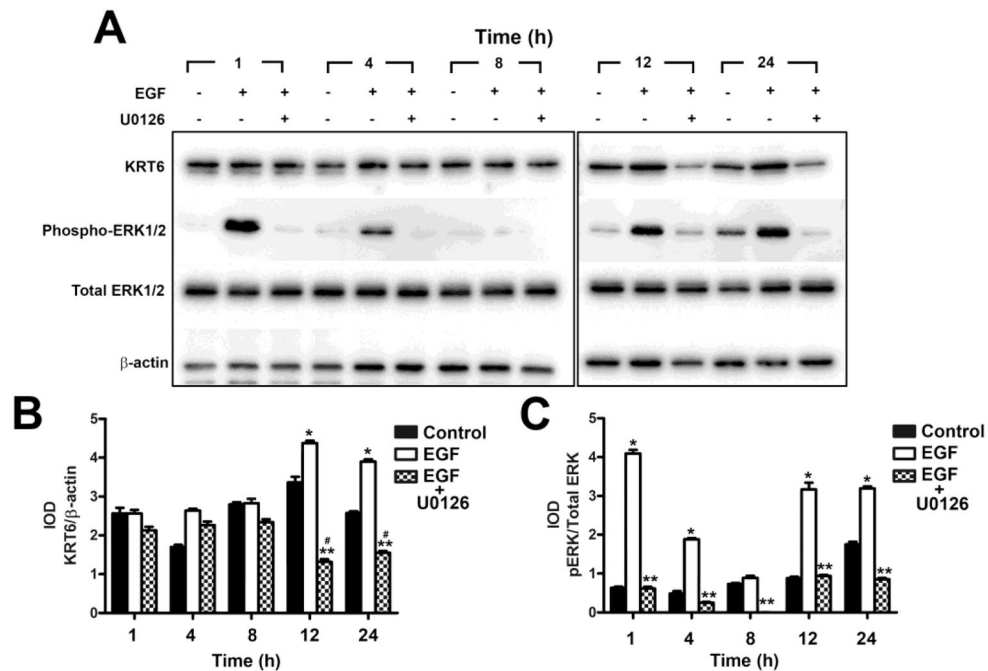 A
Time (h)
1 4 8 12 24
EGF - + + - + + - + + - + + - + +
U0126 - - + - - + - - + - - + - - +
KRT6
Phospho-ERK1/2
Total ERK1/2
β-actin
B
IOD
KRT6/β-actin
5
4
3
2
1
0
* *
# #
** **
1 4 8 12 24
Time (h)
Control
EGF
EGF
+
U0126
C
IOD
pERK/Total ERK
5
4
3
2
1
0
* * * *
** ** ** ** **
1 4 8 12 24
Time (h)
Control
EGF
EGF
+
U0126